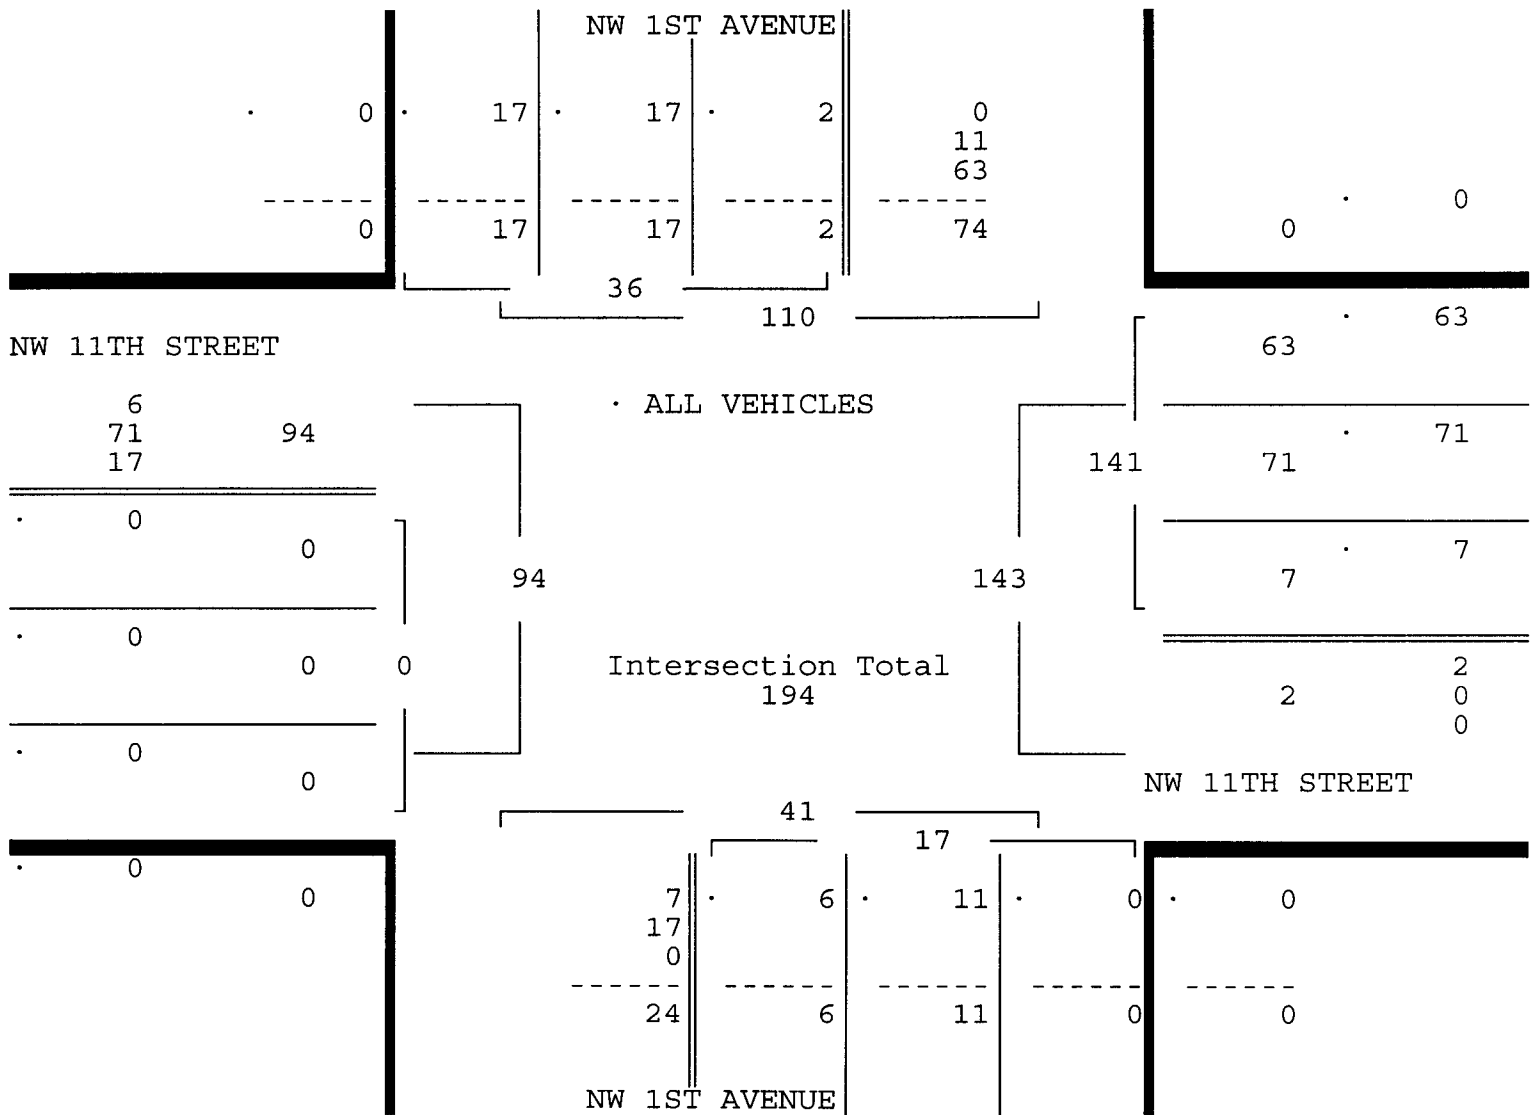 NW 1ST AVENUE
· 0 · 17 · 17 · 2 0
11
63
------ ------ ------ ------ ------ · 0
0 17 17 2 74 0
36
110 · 63
NW 11TH STREET 63
6 · ALL VEHICLES
71 94 · 71
17 141 71
· 0
0 · 7
94 143 7
· 0
0 0 Intersection Total 2
194 2 0
0
· 0
0 NW 11TH STREET
41
17
· 0
0 7 · 6 · 11 · 0 · 0
17
0
------ ------ ------ ------ ------
24 6 11 0 0
NW 1ST AVENUE